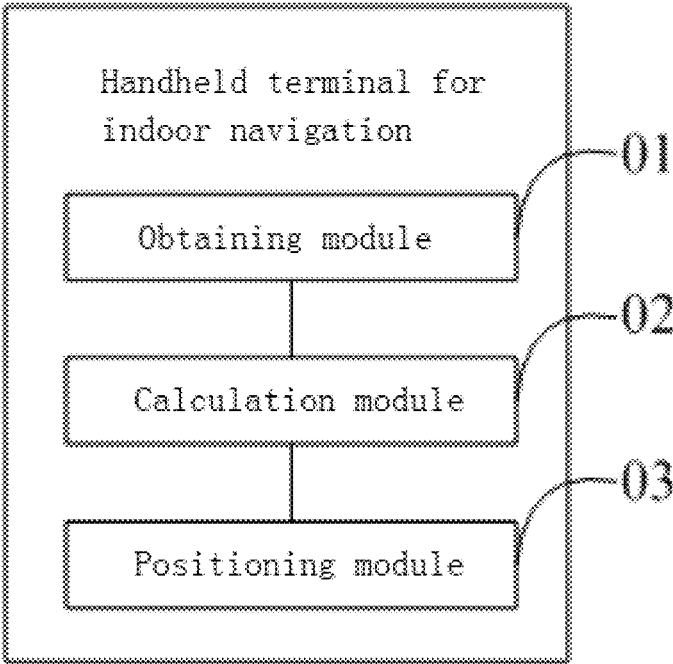 Handheld terminal for
indoor navigation
01
Obtaining module
02
Calculation module
03
Positioning module